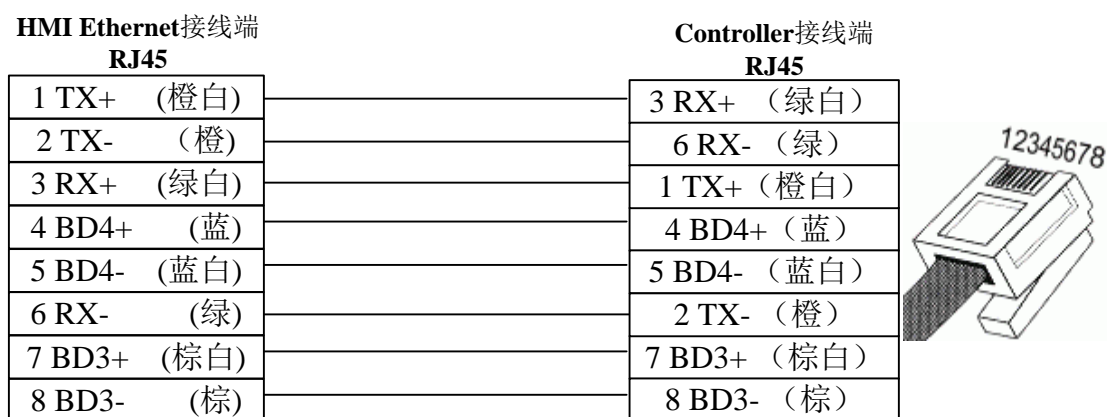 HMI Ethernet接线端
RJ45
1 TX+ (橙白)
2 TX- （橙)
3 RX+ (绿白)
4 BD4+ (蓝)
5 BD4- (蓝白)
6 RX- (绿)
7 BD3+ (棕白)
8 BD3- (棕)
Controller接线端
RJ45
3 RX+ （绿白）
6 RX- （绿）
1 TX+（橙白）
4 BD4+（蓝）
5 BD4- （蓝白）
2 TX- （橙）
7 BD3+ （棕白）
8 BD3- （棕）
12345678